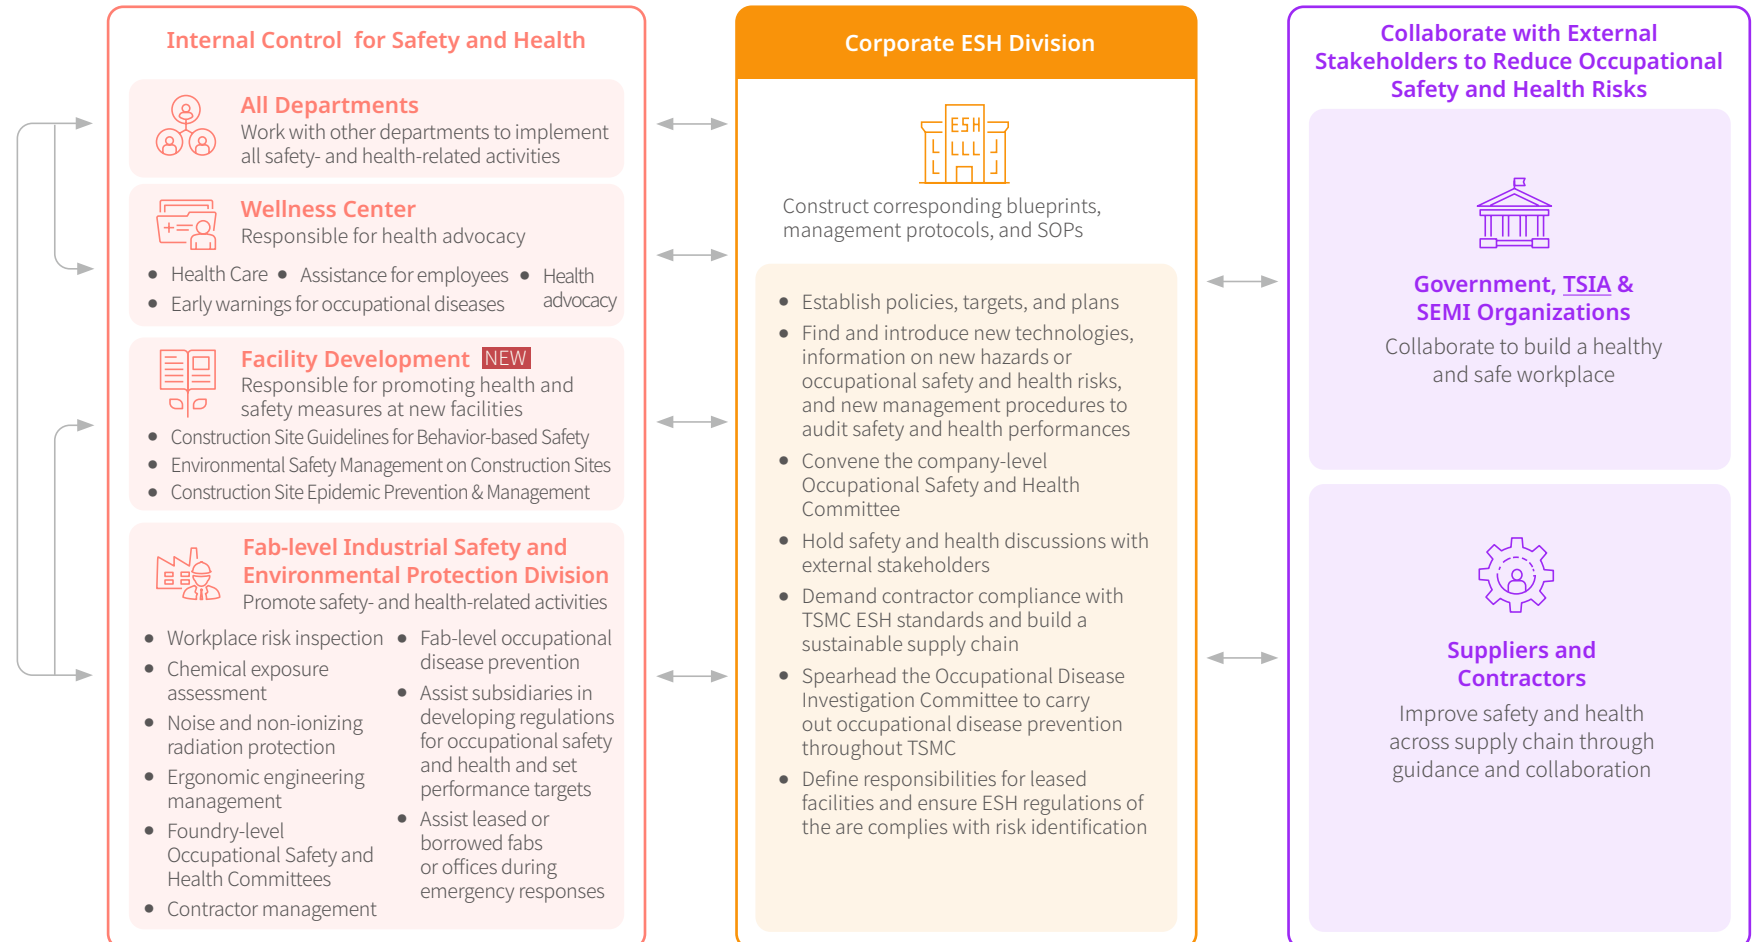 Internal Control for Safety and Health
All Departments
Work with other departments to implement
all safety- and health-related activities
Wellness Center
Responsible for health advocacy
• Health Care • Assistance for employees • Health
advocacy
• Early warnings for occupational diseases
Facility Development NEW
Responsible for promoting health and
safety measures at new facilities
• Construction Site Guidelines for Behavior-based Safety
• Environmental Safety Management on Construction Sites
• Construction Site Epidemic Prevention & Management
Fab-level Industrial Safety and
Environmental Protection Division
Promote safety- and health-related activities
• Workplace risk inspection
• Chemical exposure
assessment
• Noise and non-ionizing
radiation protection
• Ergonomic engineering
management
• Foundry-level
Occupational Safety and
Health Committees
• Contractor management
• Fab-level occupational
disease prevention
• Assist subsidiaries in
developing regulations
for occupational safety
and health and set
performance targets
• Assist leased or
borrowed fabs
or offices during
emergency responses
Corporate ESH Division
ESH
Construct corresponding blueprints,
management protocols, and SOPs
• Establish policies, targets, and plans
• Find and introduce new technologies,
information on new hazards or
occupational safety and health risks,
and new management procedures to
audit safety and health performances
• Convene the company-level
Occupational Safety and Health
Committee
• Hold safety and health discussions with
external stakeholders
• Demand contractor compliance with
TSMC ESH standards and build a
sustainable supply chain
• Spearhead the Occupational Disease
Investigation Committee to carry
out occupational disease prevention
throughout TSMC
• Define responsibilities for leased
facilities and ensure ESH regulations of
the are complies with risk identification
Collaborate with External
Stakeholders to Reduce Occupational
Safety and Health Risks
Government, TSIA &
SEMI Organizations
Collaborate to build a healthy
and safe workplace
Suppliers and
Contractors
Improve safety and health
across supply chain through
guidance and collaboration